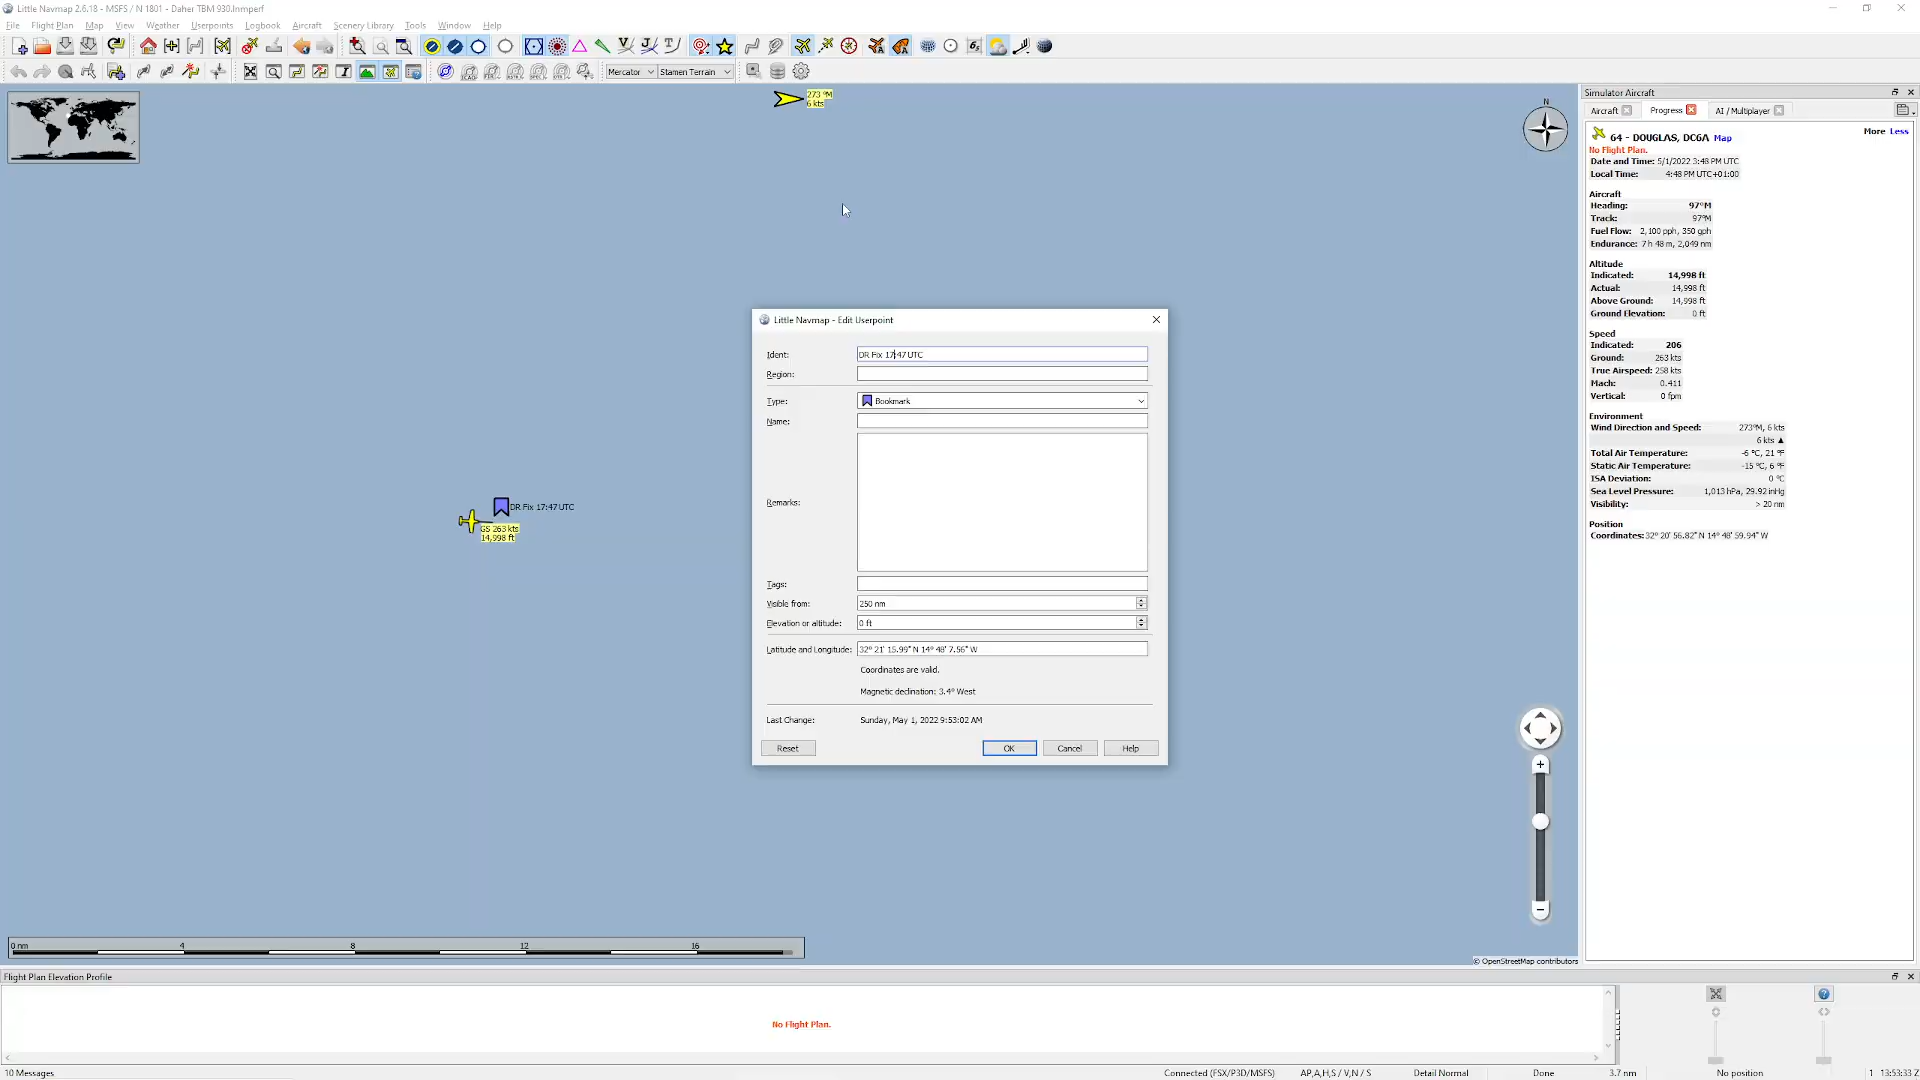 Little Navmap 2.6.18 - MSFS / N 1801 - Daher TBM 930.lnmperf
File Flight Plan Map View Weather Userpoints Logbook Aircraft Scenery Library Tools Window Help
Mercator Stamen Terrain
273 °M
6 kts
N
DR Fix 17:47 UTC
GS 263 kts
14,998 ft
0 nm 4 8 12 16
© OpenStreetMap contributors
Little Navmap - Edit Userpoint
Ident: DR Fix 17:47 UTC
Region:
Type: Bookmark
Name:
Remarks:
Tags:
Visible from: 250 nm
Elevation or altitude: 0 ft
Latitude and Longitude: 32° 21' 15.99" N 14° 48' 7.56" W
Coordinates are valid.
Magnetic declination: 3.4° West
Last Change: Sunday, May 1, 2022 9:53:02 AM
Reset OK Cancel Help
Simulator Aircraft
Aircraft Progress AI / Multiplayer
64 - DOUGLAS, DC6A Map More Less
No Flight Plan.
Date and Time: 5/1/2022 3:48 PM UTC
Local Time: 4:48 PM UTC+01:00
Aircraft
Heading: 97°M
Track: 97°M
Fuel Flow: 2,100 pph, 350 gph
Endurance: 7 h 48 m, 2,049 nm
Altitude
Indicated: 14,998 ft
Actual: 14,998 ft
Above Ground: 14,998 ft
Ground Elevation: 0 ft
Speed
Indicated: 206
Ground: 263 kts
True Airspeed: 258 kts
Mach: 0.411
Vertical: 0 fpm
Environment
Wind Direction and Speed: 273°M, 6 kts
6 kts ▲
Total Air Temperature: -6 °C, 21 °F
Static Air Temperature: -15 °C, 6 °F
ISA Deviation: 0 °C
Sea Level Pressure: 1,013 hPa, 29.92 inHg
Visibility: > 20 nm
Position
Coordinates: 32° 20' 56.82" N 14° 48' 59.94" W
Flight Plan Elevation Profile
No Flight Plan.
10 Messages Connected (FSX/P3D/MSFS) AP,A,H,S / V,N / S Detail Normal Done 3.7 nm No position 1 13:53:33 Z